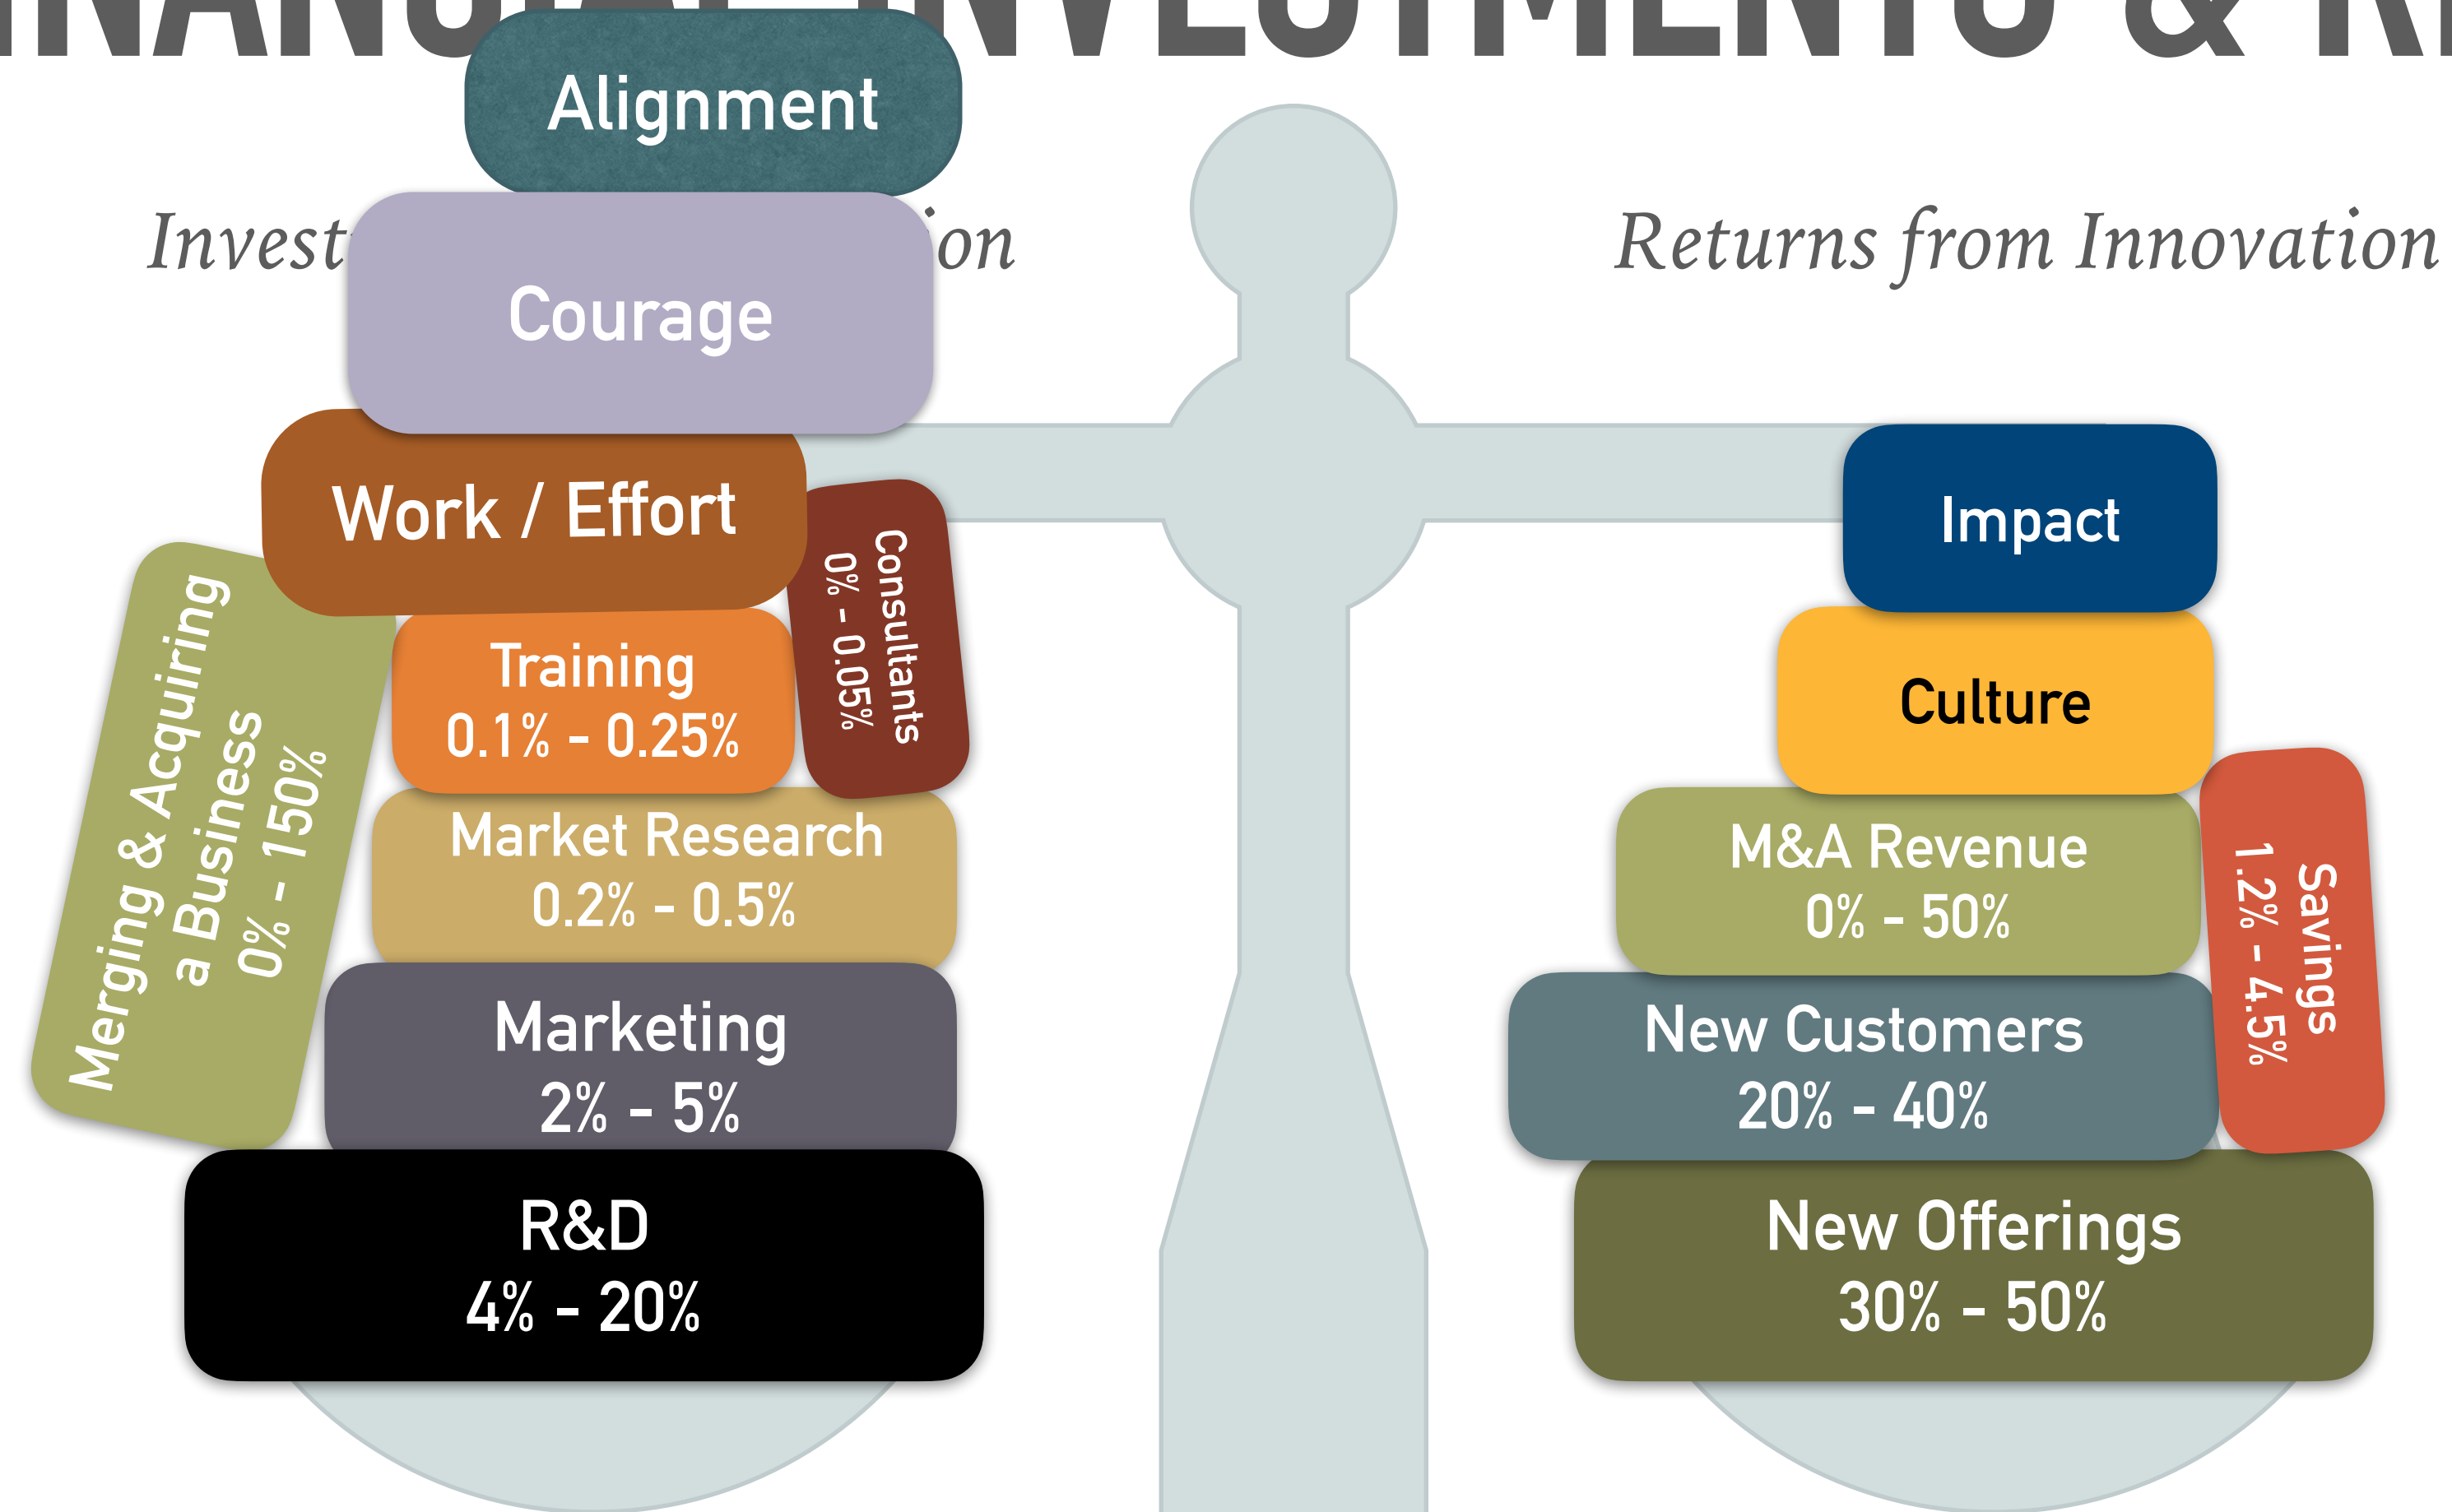 INVESTMENTS &
Alignment
Returns from Innovation
Courage
Work / Effort
Merging & Acquiring
a Business
0% - 150%
Consultants
0% - 0.05%
Training
0.1% - 0.25%
Market Research
0.2% - 0.5%
Marketing
2% - 5%
R&D
4% - 20%
Impact
Culture
M&A Revenue
0% - 50%
Savings
1.2% - 4.5%
New Customers
20% - 40%
New Offerings
30% - 50%